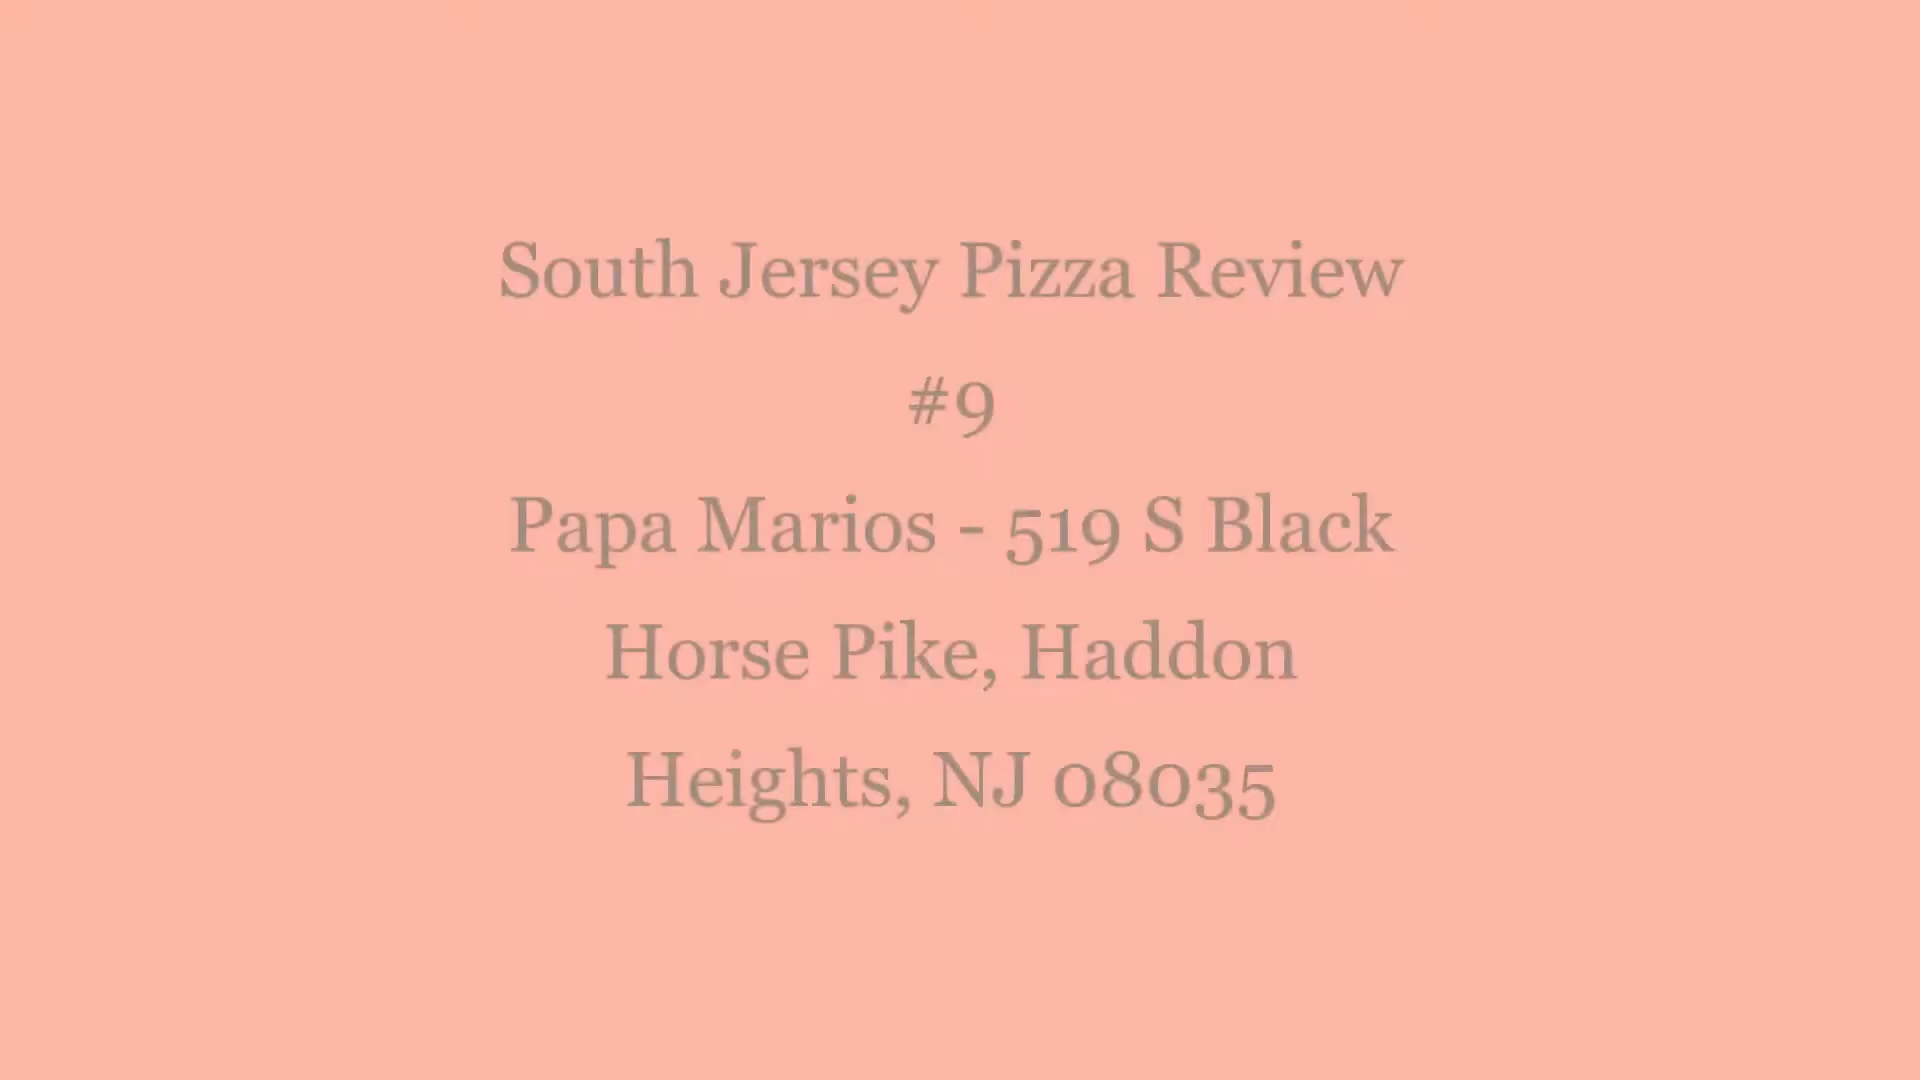 South Jersey Pizza Review
#9
Papa Marios - 519 S Black
Horse Pike, Haddon
Heights, NJ 08035